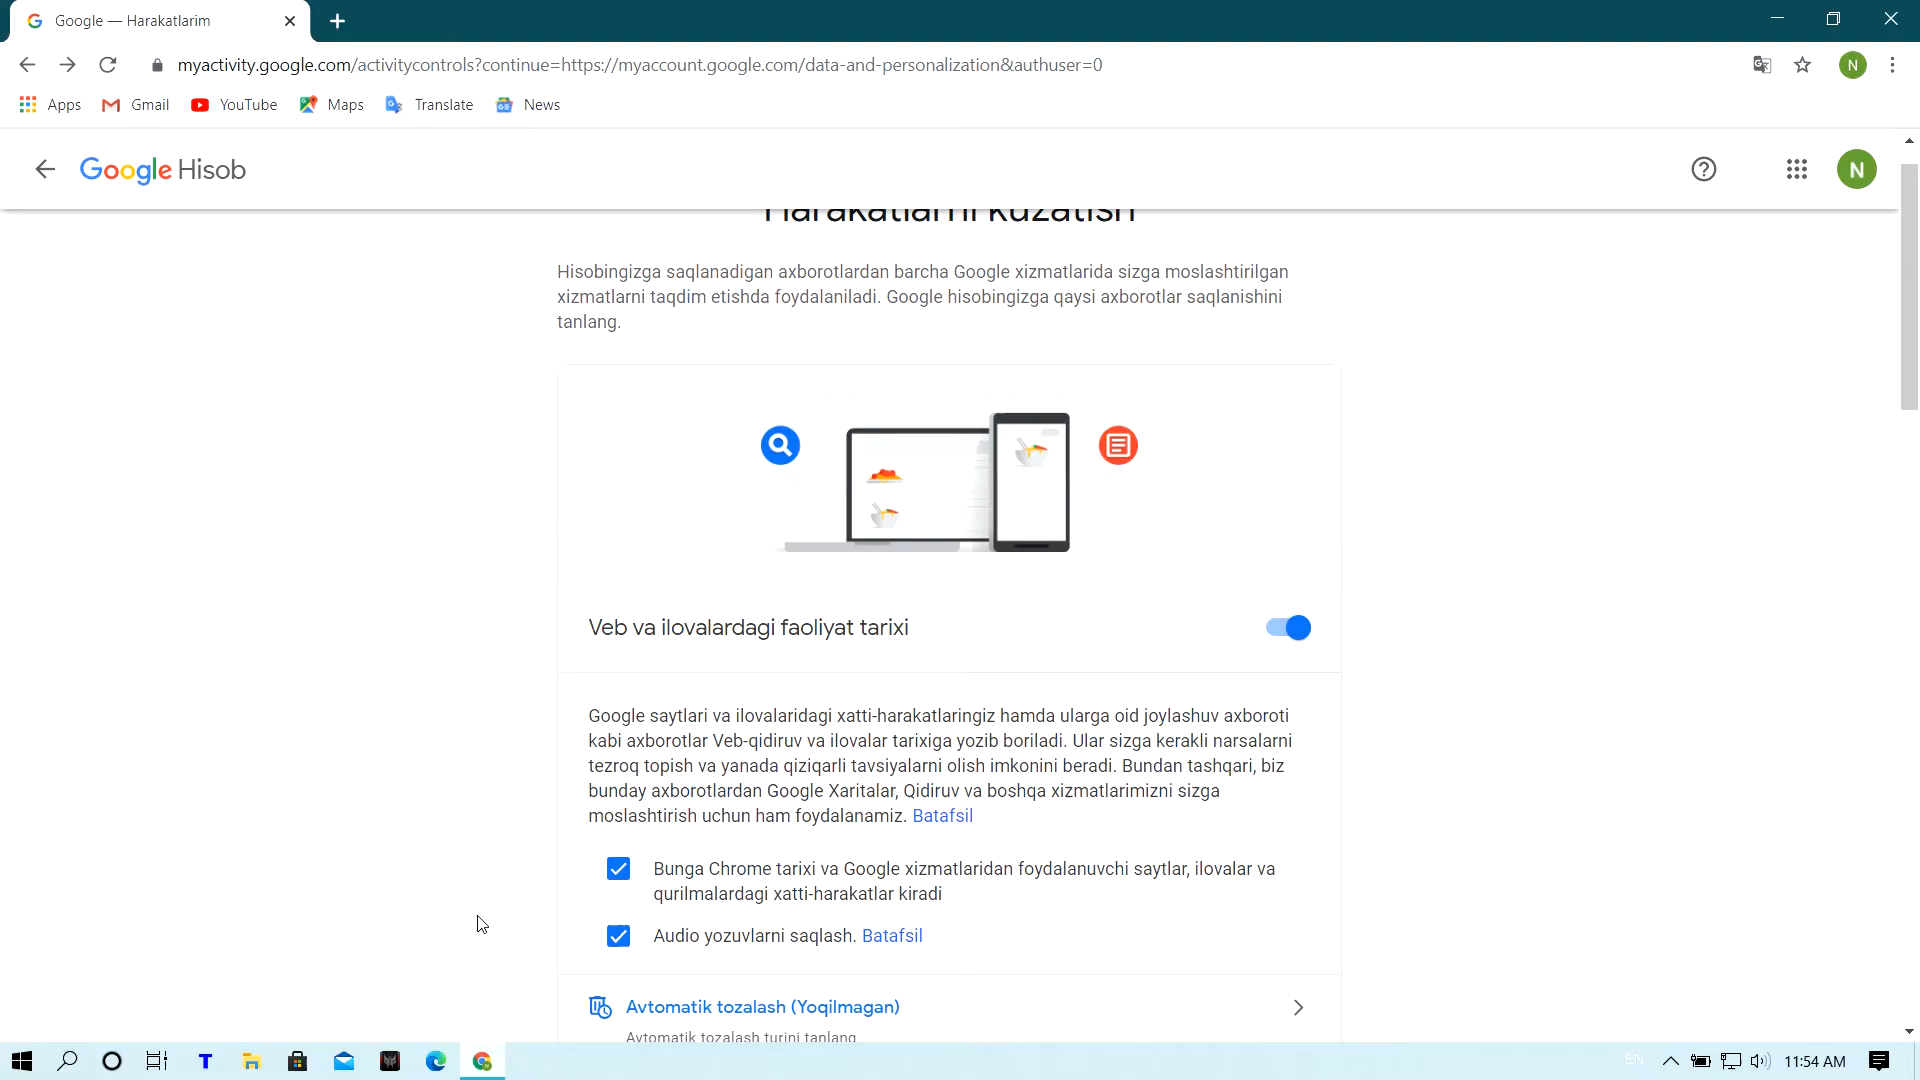 Google — Harakatlarim
myactivity.google.com/activitycontrols?continue=https://myaccount.google.com/data-and-personalization&authuser=0
N
Apps Gmail YouTube Maps Translate News
Google Hisob
N
Harakatlarni kuzatish
Hisobingizga saqlanadigan axborotlardan barcha Google xizmatlarida sizga moslashtirilgan
xizmatlarni taqdim etishda foydalaniladi. Google hisobingizga qaysi axborotlar saqlanishini
tanlang.
Veb va ilovalardagi faoliyat tarixi
Google saytlari va ilovalaridagi xatti-harakatlaringiz hamda ularga oid joylashuv axboroti
kabi axborotlar Veb-qidiruv va ilovalar tarixiga yozib boriladi. Ular sizga kerakli narsalarni
tezroq topish va yanada qiziqarli tavsiyalarni olish imkonini beradi. Bundan tashqari, biz
bunday axborotlardan Google Xaritalar, Qidiruv va boshqa xizmatlarimizni sizga
moslashtirish uchun ham foydalanamiz. Batafsil
Bunga Chrome tarixi va Google xizmatlaridan foydalanuvchi saytlar, ilovalar va
qurilmalardagi xatti-harakatlar kiradi
Audio yozuvlarni saqlash. Batafsil
Avtomatik tozalash (Yoqilmagan)
Avtomatik tozalash turini tanlang
T
EN
11:54 AM